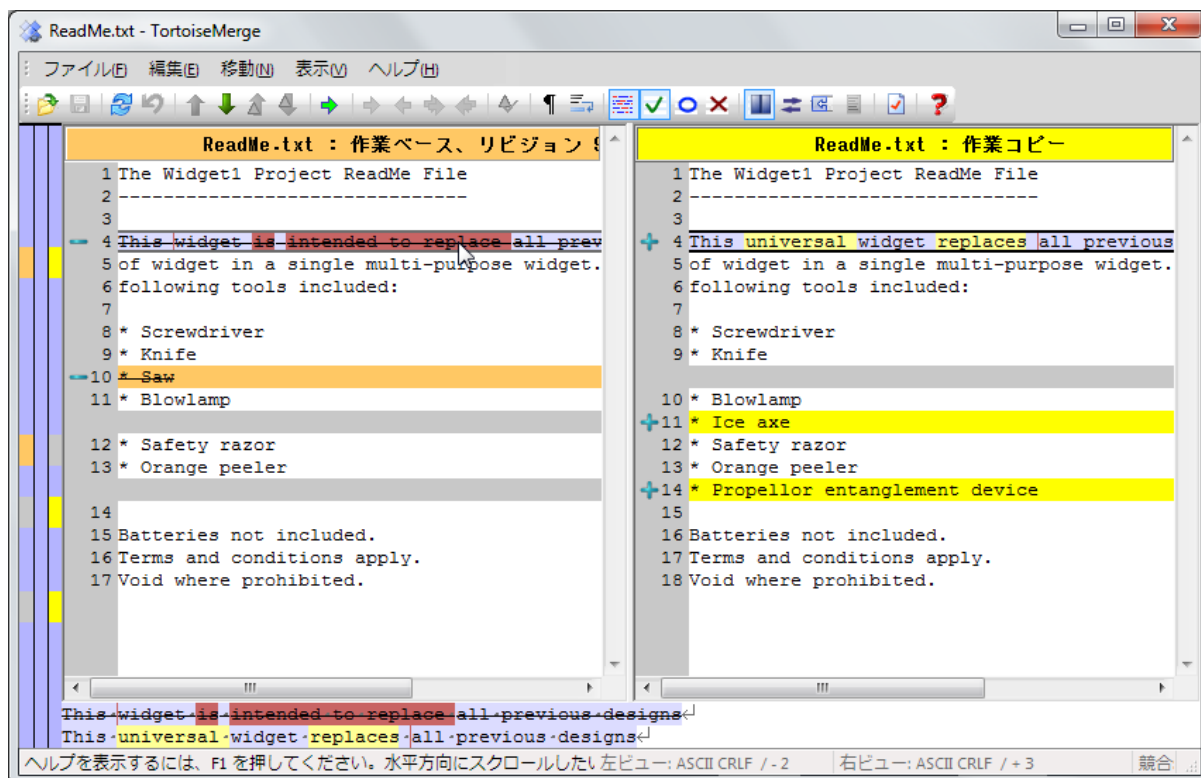 ReadMe.txt - TortoiseMerge
ファイル(F) 編集(E) 移動(N) 表示(V) ヘルプ(H)
ReadMe.txt : 作業ベース、リビジョン
1 The Widget1 Project ReadMe File
2 -------------------------------
3
4 This widget is intended to replace all prev
5 of widget in a single multi-purpose widget.
6 following tools included:
7
8 * Screwdriver
9 * Knife
10 * Saw
11 * Blowlamp
12 * Safety razor
13 * Orange peeler
14
15 Batteries not included.
16 Terms and conditions apply.
17 Void where prohibited.
ReadMe.txt : 作業コピー
1 The Widget1 Project ReadMe File
2 -------------------------------
3
4 This universal widget replaces all previous
5 of widget in a single multi-purpose widget.
6 following tools included:
7
8 * Screwdriver
9 * Knife
10 * Blowlamp
11 * Ice axe
12 * Safety razor
13 * Orange peeler
14 * Propellor entanglement device
15
16 Batteries not included.
17 Terms and conditions apply.
18 Void where prohibited.
This widget is intended to replace all previous designs
This universal widget replaces all previous designs
ヘルプを表示するには、F1 を押してください。水平方向にスクロールしたい 左ビュー: ASCII CRLF / - 2 右ビュー: ASCII CRLF / + 3 競合